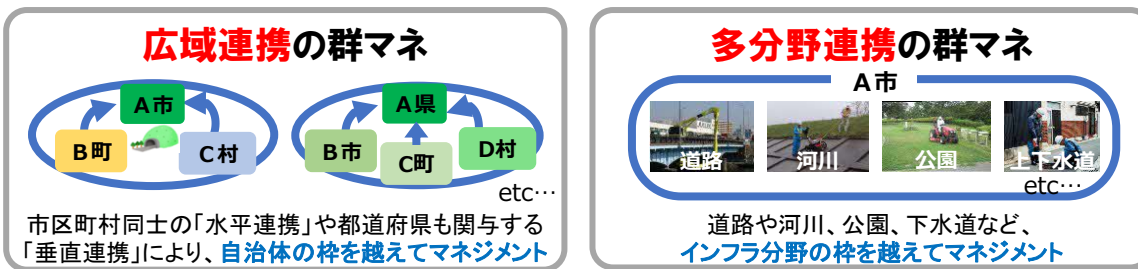 広域連携の群マネ
A市
B町
C村
A県
B市
C町
D村
etc…
市区町村同士の「水平連携」や都道府県も関与する
「垂直連携」により、自治体の枠を越えてマネジメント
多分野連携の群マネ
A市
道路
河川
公園
上下水道
etc…
道路や河川、公園、下水道など、
インフラ分野の枠を越えてマネジメント